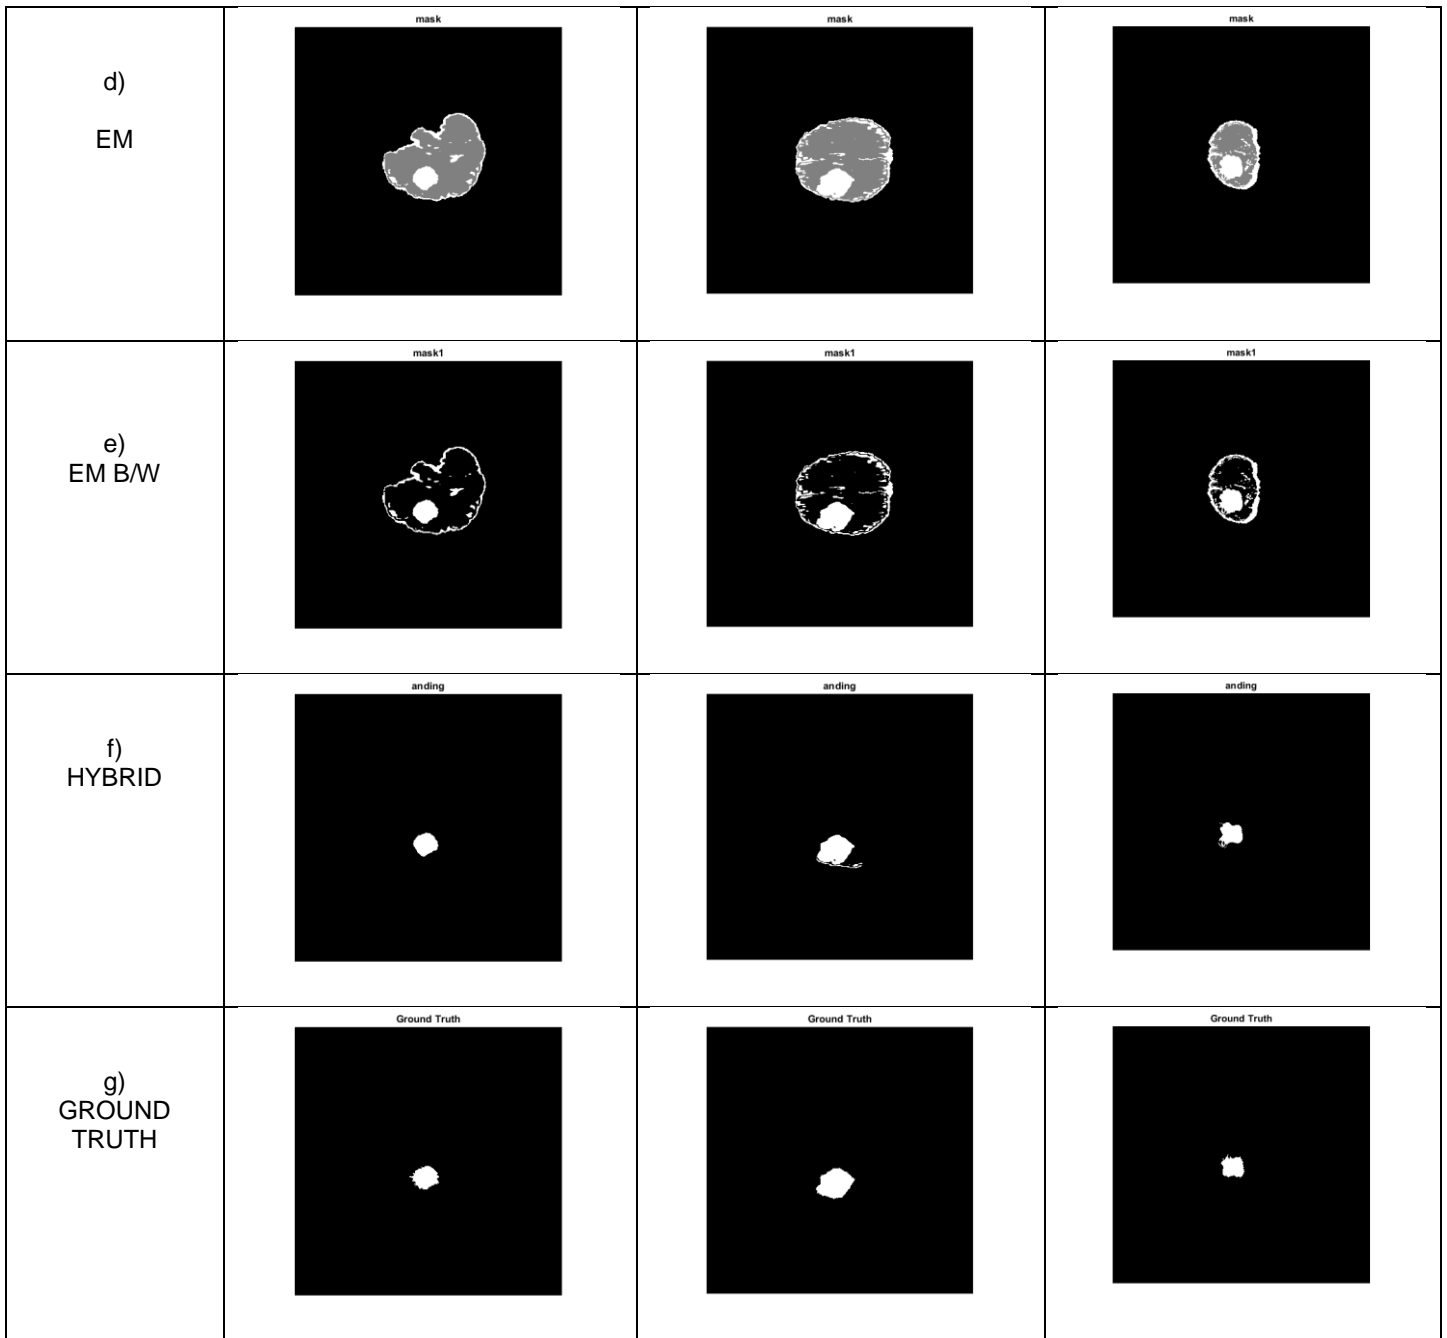 mask
mask
mask
d)
EM
mask1
mask1
mask1
e)
EM B/W
anding
anding
anding
f)
HYBRID
Ground Truth
Ground Truth
Ground Truth
g)
GROUND
TRUTH